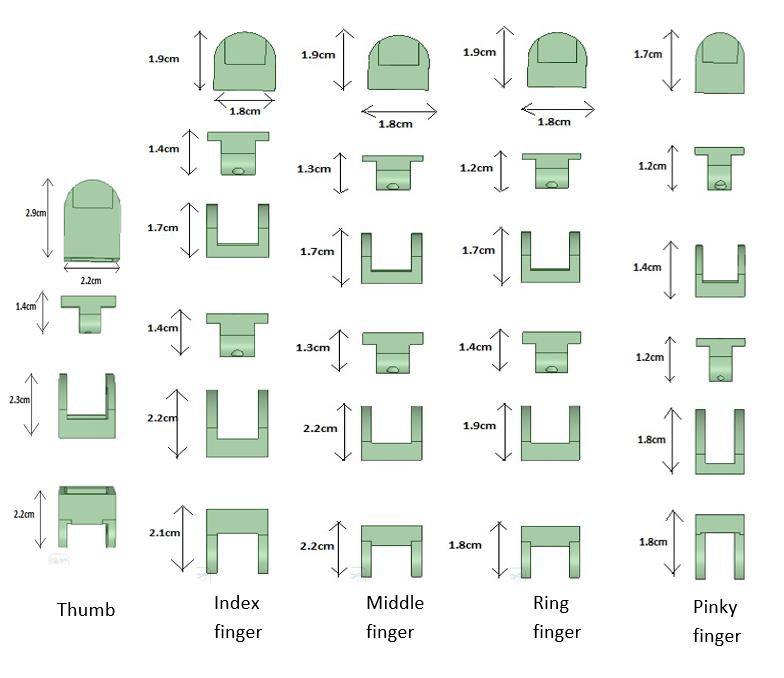 1.9cm
1.8cm
1.4cm
1.7cm
1.4cm
2.2cm
2.1cm
1.9cm
1.8cm
1.3cm
1.7cm
1.3cm
2.2cm
2.2cm
1.9cm
1.8cm
1.2cm
1.7cm
1.4cm
1.9cm
1.8cm
1.7cm
1.2cm
1.4cm
1.2cm
1.8cm
1.8cm
2.9cm
2.2cm
1.4cm
2.3cm
2.2cm
Thumb
Index
finger
Middle
finger
Ring
finger
Pinky
finger